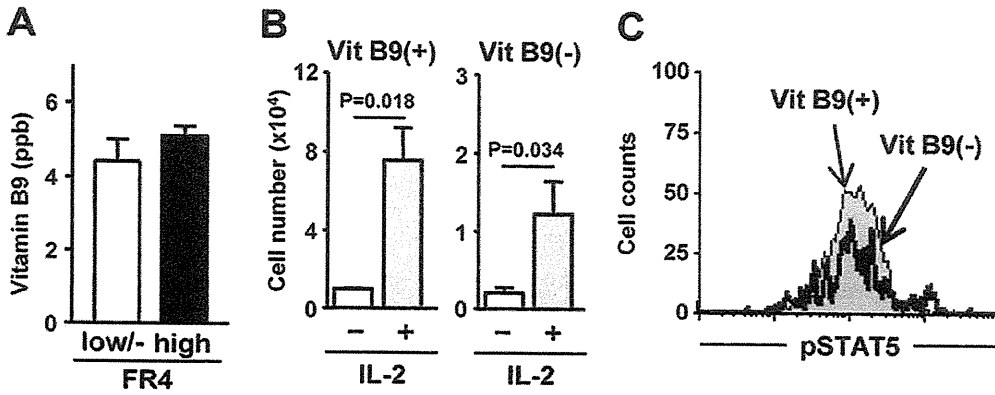 A
Vitamin B9 (ppb)
6
4
2
0
low/- high
FR4
B
Vit B9(+)
Vit B9(-)
Cell number (x10⁴)
12
8
4
0
P=0.018
- +
IL-2
3
2
1
0
P=0.034
- +
IL-2
C
Cell counts
100
75
50
25
0
Vit B9(+)
Vit B9(-)
pSTAT5